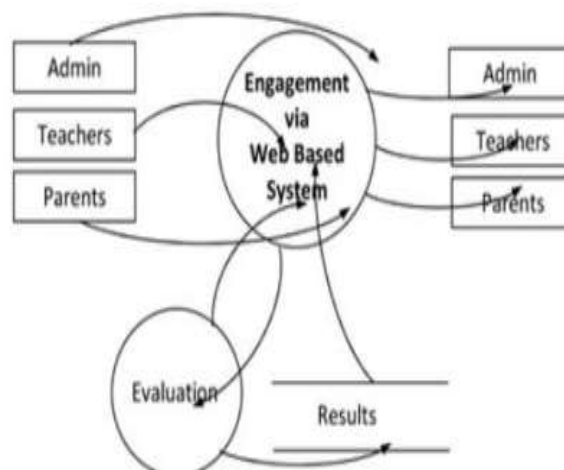 Admin
Teachers
Parents
Engagement
via
Web Based
System
Admin
Teachers
Parents
Evaluation
Results